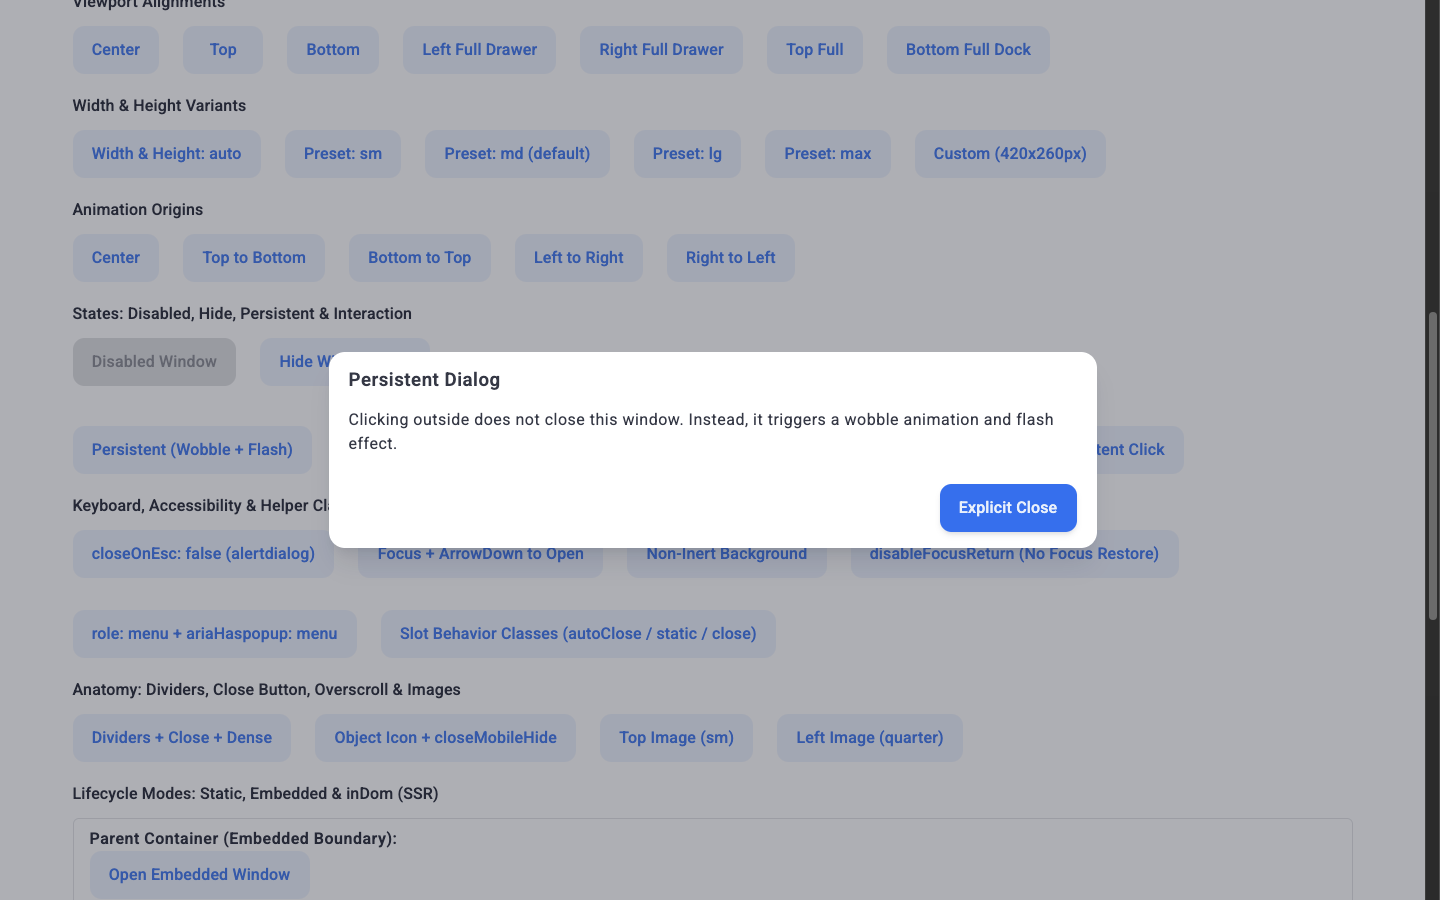 Viewport Alignments
Center
Top
Bottom
Left Full Drawer
Right Full Drawer
Top Full
Bottom Full Dock
Width & Height Variants
Width & Height: auto
Preset: sm
Preset: md (default)
Preset: lg
Preset: max
Custom (420x260px)
Animation Origins
Center
Top to Bottom
Bottom to Top
Left to Right
Right to Left
States: Disabled, Hide, Persistent & Interaction
Disabled Window
Hide
Persistent Dialog
Clicking outside does not close this window. Instead, it triggers a wobble animation and flash
effect.
Explicit Close
Persistent (Wobble + Flash)
Click
Keyboard, Accessibility & Helper
closeOnEsc: false (alertdialog)
Focus + ArrowDown to Open
Non-Inert Background
disableFocusReturn (No Focus Restore)
role: menu + ariaHaspopup: menu
Slot Behavior Classes (autoClose / static / close)
Anatomy: Dividers, Close Button, Overscroll & Images
Dividers + Close + Dense
Object Icon + closeMobileHide
Top Image (sm)
Left Image (quarter)
Lifecycle Modes: Static, Embedded & inDom (SSR)
Parent Container (Embedded Boundary):
Open Embedded Window